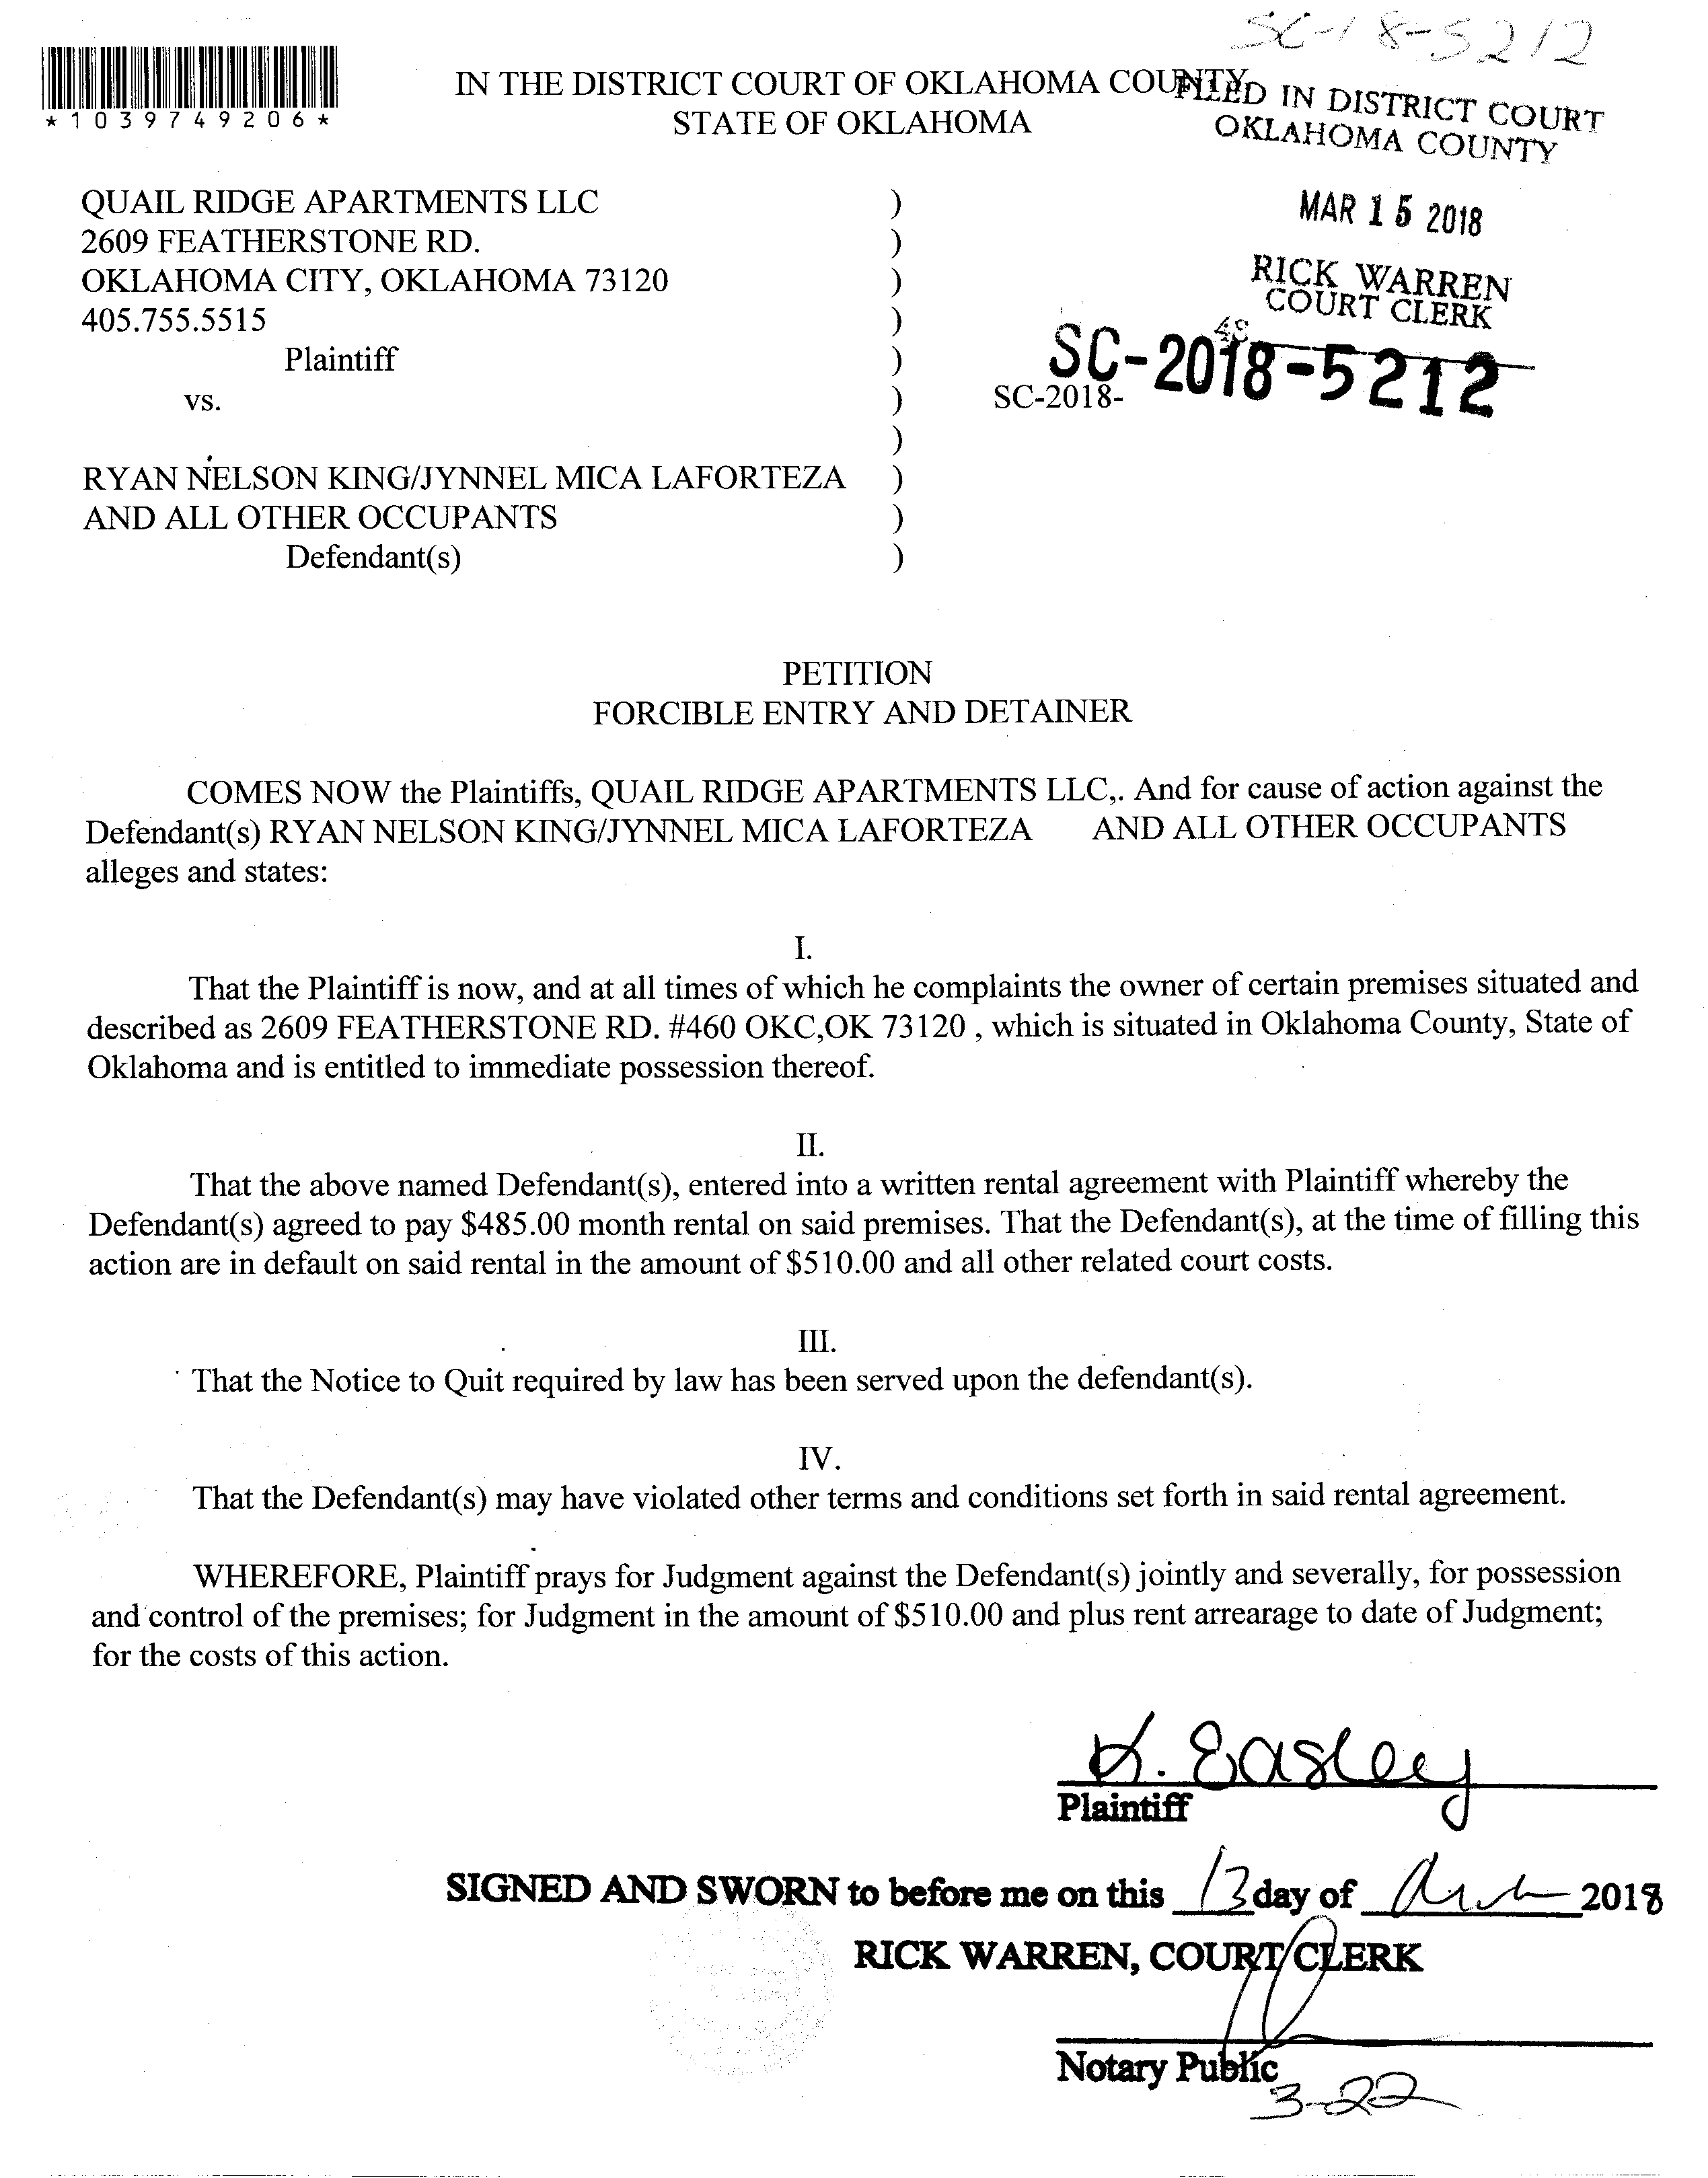 SC-18-5212
*1039749206*
IN THE DISTRICT COURT OF OKLAHOMA COUNTY
STATE OF OKLAHOMA
FILED IN DISTRICT COURT
OKLAHOMA COUNTY
MAR 15 2018
RICK WARREN
COURT CLERK
48
SC-2018-5212
QUAIL RIDGE APARTMENTS LLC )
2609 FEATHERSTONE RD. )
OKLAHOMA CITY, OKLAHOMA 73120 )
405.755.5515 )
Plaintiff )
vs. ) SC-2018-
)
RYAN NELSON KING/JYNNEL MICA LAFORTEZA )
AND ALL OTHER OCCUPANTS )
Defendant(s) )
PETITION
FORCIBLE ENTRY AND DETAINER
COMES NOW the Plaintiffs, QUAIL RIDGE APARTMENTS LLC,. And for cause of action against the
Defendant(s) RYAN NELSON KING/JYNNEL MICA LAFORTEZA AND ALL OTHER OCCUPANTS
alleges and states:
I.
That the Plaintiff is now, and at all times of which he complaints the owner of certain premises situated and
described as 2609 FEATHERSTONE RD. #460 OKC,OK 73120 , which is situated in Oklahoma County, State of
Oklahoma and is entitled to immediate possession thereof.
II.
That the above named Defendant(s), entered into a written rental agreement with Plaintiff whereby the
Defendant(s) agreed to pay $485.00 month rental on said premises. That the Defendant(s), at the time of filling this
action are in default on said rental in the amount of $510.00 and all other related court costs.
III.
That the Notice to Quit required by law has been served upon the defendant(s).
IV.
That the Defendant(s) may have violated other terms and conditions set forth in said rental agreement.
WHEREFORE, Plaintiff prays for Judgment against the Defendant(s) jointly and severally, for possession
and control of the premises; for Judgment in the amount of $510.00 and plus rent arrearage to date of Judgment;
for the costs of this action.
K. Easley
Plaintiff
SIGNED AND SWORN to before me on this 13 day of March 2018
RICK WARREN, COURT CLERK
Notary Public
3-22